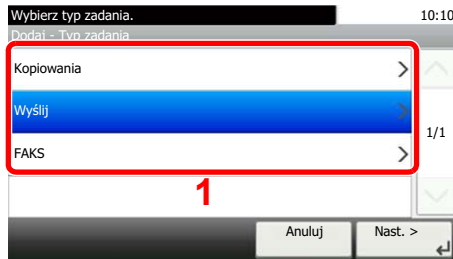 Wybierz typ zadania.
10:10
Dodaj - Typ zadania
Kopiowania
Wyślij
1/1
FAKS
1
Anuluj
Nast. >